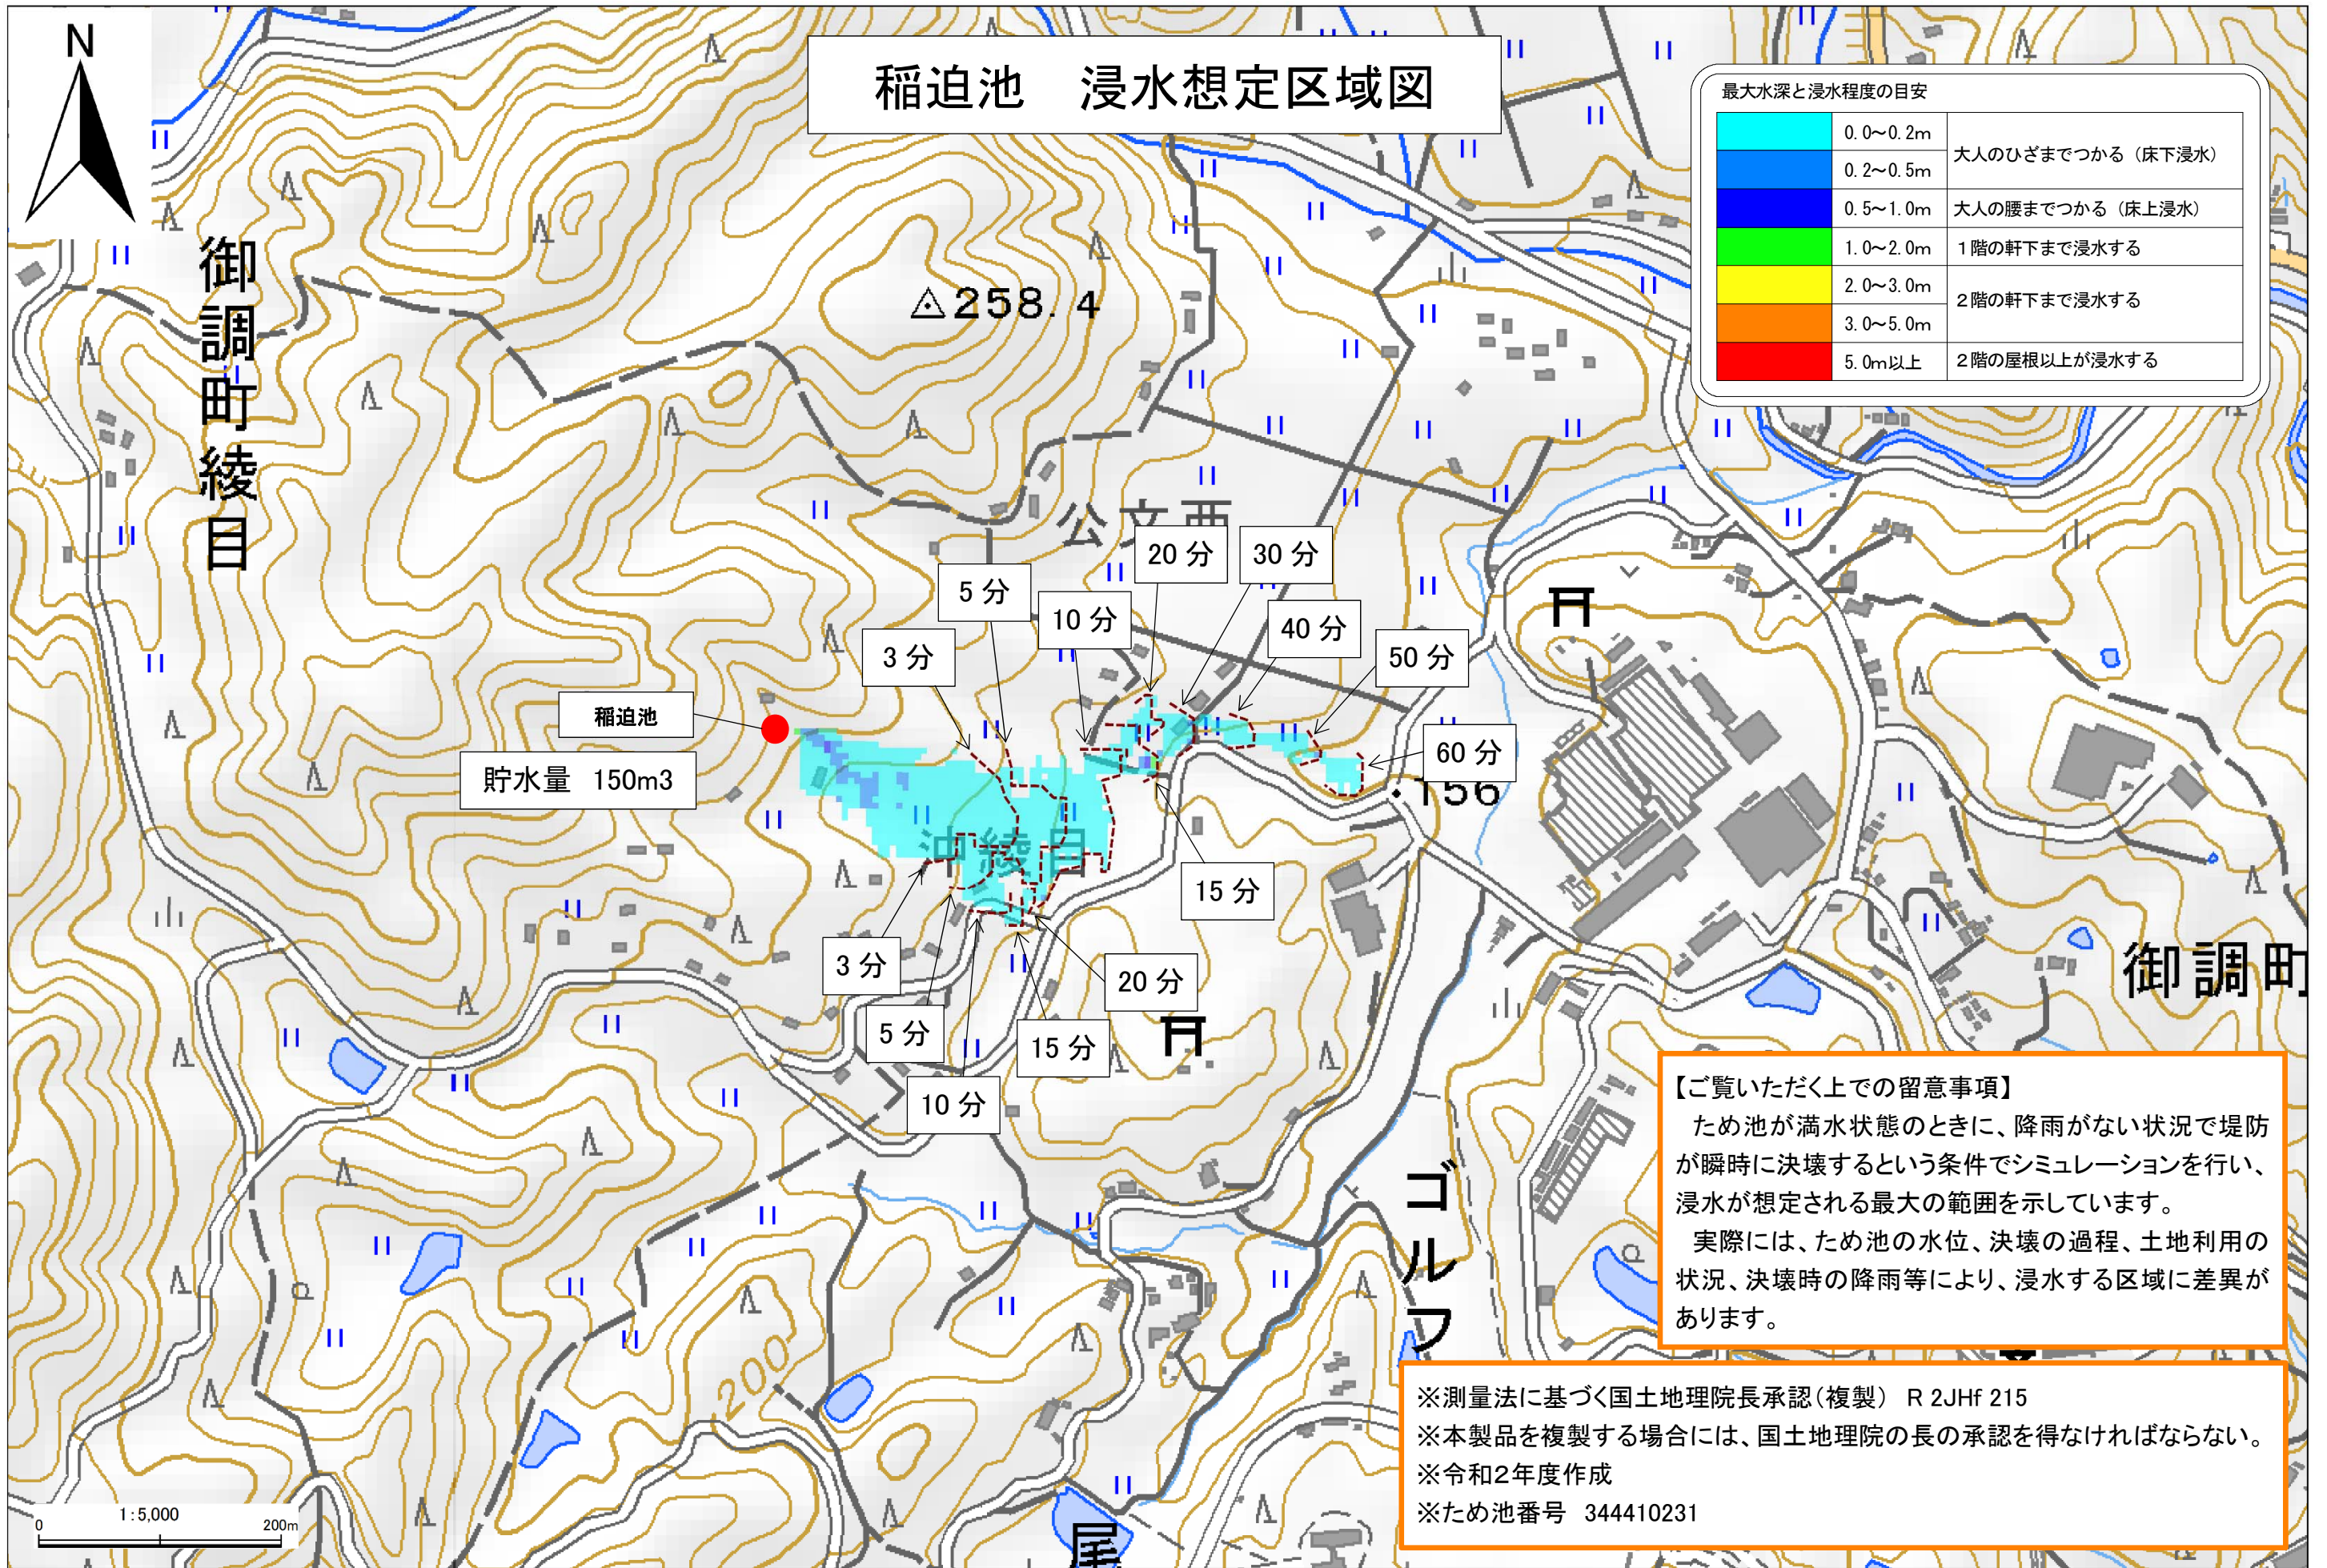 N
稲迫池　浸水想定区域図
最大水深と浸水程度の目安
0.0～0.2m
大人のひざまでつかる（床下浸水）
0.2～0.5m
0.5～1.0m
大人の腰までつかる（床上浸水）
1.0～2.0m
1階の軒下まで浸水する
2.0～3.0m
2階の軒下まで浸水する
3.0～5.0m
5.0m以上
2階の屋根以上が浸水する
御調町綾目
258.4
公文西
20分
30分
5分
10分
40分
3分
50分
稲迫池
60分
貯水量 150m3
156
沖綾目
15分
3分
20分
5分
15分
10分
御調町
ゴルフ
200
尾
【ご覧いただく上での留意事項】
ため池が満水状態のときに、降雨がない状況で堤防
が瞬時に決壊するという条件でシミュレーションを行い、
浸水が想定される最大の範囲を示しています。
実際には、ため池の水位、決壊の過程、土地利用の
状況、決壊時の降雨等により、浸水する区域に差異が
あります。
※測量法に基づく国土地理院長承認（複製） R 2JHf 215
※本製品を複製する場合には、国土地理院の長の承認を得なければならない。
※令和2年度作成
※ため池番号 344410231
1:5,000
0 200m